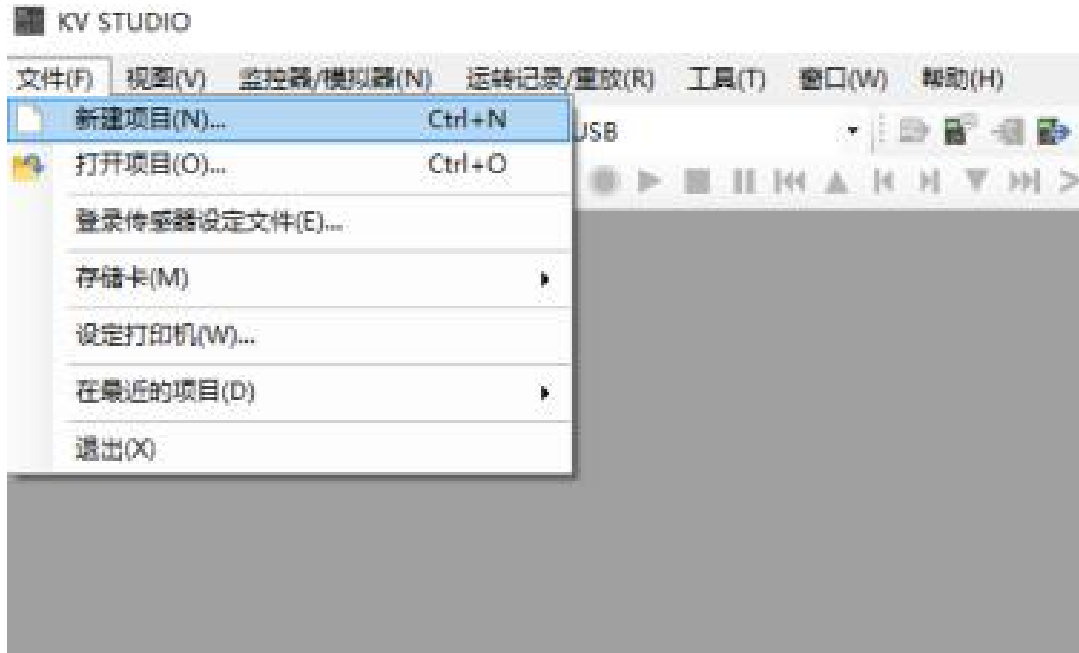 KV STUDIO
文件(F) 视图(V) 监控器/模拟器(N) 运转记录/重放(R) 工具(T) 窗口(W) 帮助(H)
新建项目(N)... Ctrl+N
USB
打开项目(O)... Ctrl+O
登录传感器设定文件(E)...
存储卡(M)
设定打印机(W)...
在最近的项目(D)
退出(X)